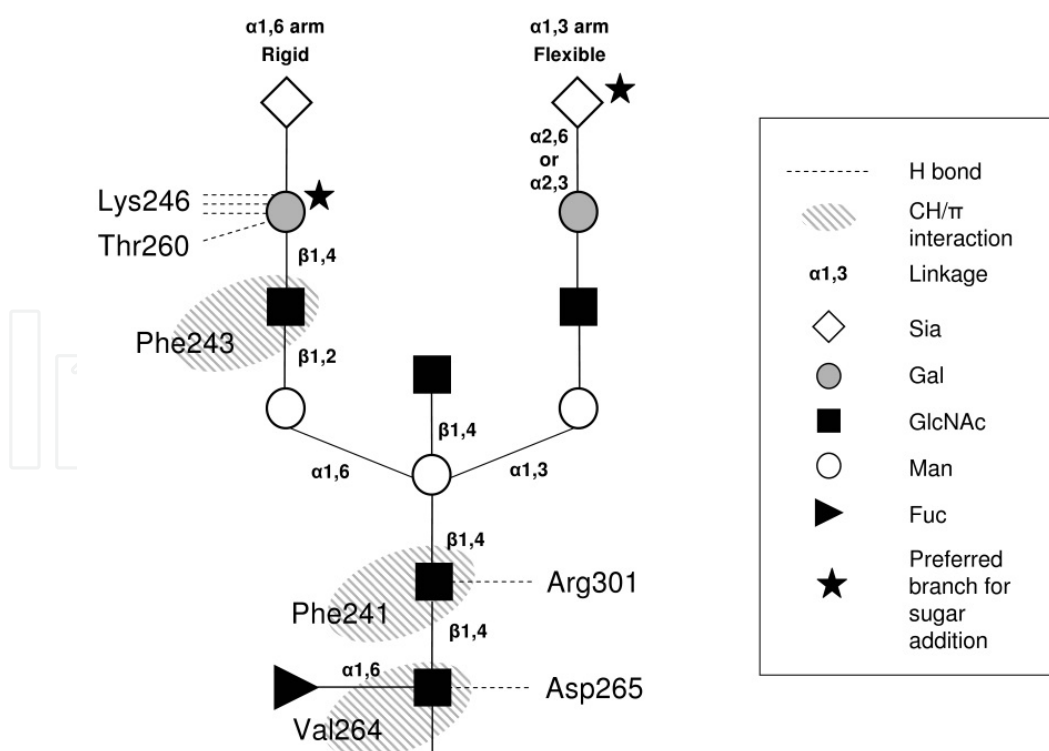 α1,6 arm
Rigid
α1,3 arm
Flexible
α2,6
or
α2,3
Lys246
Thr260
β1,4
Phe243
β1,2
β1,4
α1,6
α1,3
β1,4
Phe241
Arg301
β1,4
α1,6
Val264
Asp265
H bond
CH/π
interaction
α1,3
Linkage
Sia
Gal
GlcNAc
Man
Fuc
Preferred
branch for
sugar
addition